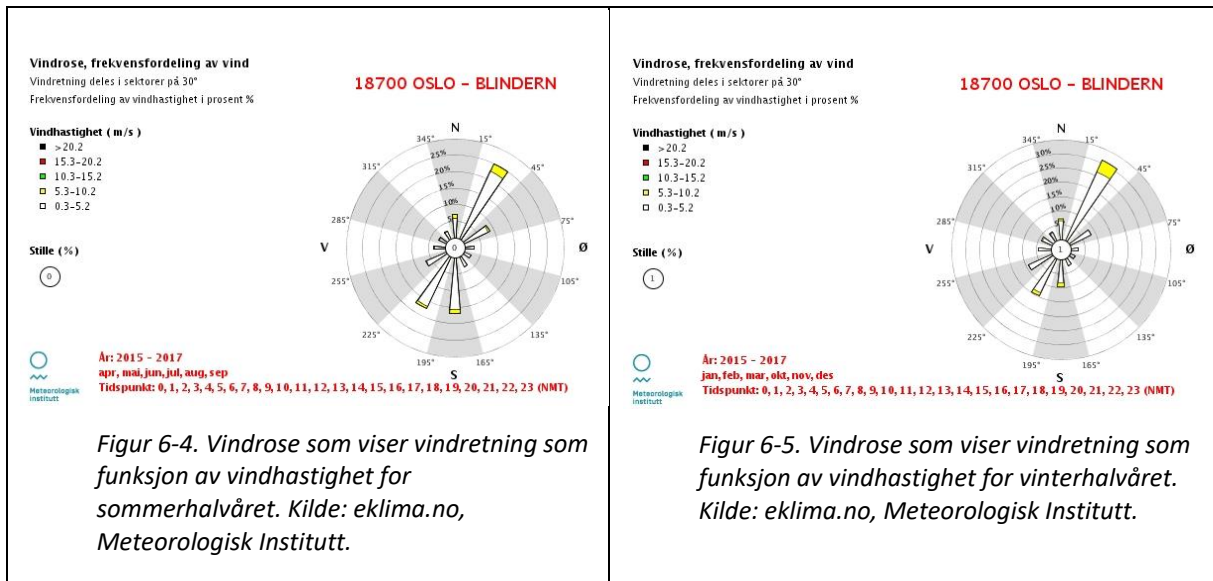 Vindrose, frekvensfordeling av vind
Vindretning deles i sektorer på 30°
Frekvensfordeling av vindhastighet i prosent %
18700 OSLO - BLINDERN
Vindhastighet ( m/s )
>20.2
15.3-20.2
10.3-15.2
5.3-10.2
0.3-5.2
Stille (%)
0
N
345°
15°
315°
45°
285°
75°
V
Ø
255°
105°
225°
135°
195°
165°
S
25%
20%
15%
10%
0
Meteorologisk
institutt
År: 2015 - 2017
apr, mai, jun, jul, aug, sep
Tidspunkt: 0, 1, 2, 3, 4, 5, 6, 7, 8, 9, 10, 11, 12, 13, 14, 15, 16, 17, 18, 19, 20, 21, 22, 23 (NMT)
Figur 6-4. Vindrose som viser vindretning som
funksjon av vindhastighet for
sommerhalvåret. Kilde: eklima.no,
Meteorologisk Institutt.
Vindrose, frekvensfordeling av vind
Vindretning deles i sektorer på 30°
Frekvensfordeling av vindhastighet i prosent %
18700 OSLO - BLINDERN
Vindhastighet ( m/s )
>20.2
15.3-20.2
10.3-15.2
5.3-10.2
0.3-5.2
Stille (%)
1
N
345°
15°
315°
45°
285°
75°
V
Ø
255°
105°
225°
135°
195°
165°
S
30%
25%
20%
15%
10%
1
Meteorologisk
institutt
År: 2015 - 2017
jan, feb, mar, okt, nov, des
Tidspunkt: 0, 1, 2, 3, 4, 5, 6, 7, 8, 9, 10, 11, 12, 13, 14, 15, 16, 17, 18, 19, 20, 21, 22, 23 (NMT)
Figur 6-5. Vindrose som viser vindretning som
funksjon av vindhastighet for vinterhalvåret.
Kilde: eklima.no, Meteorologisk Institutt.